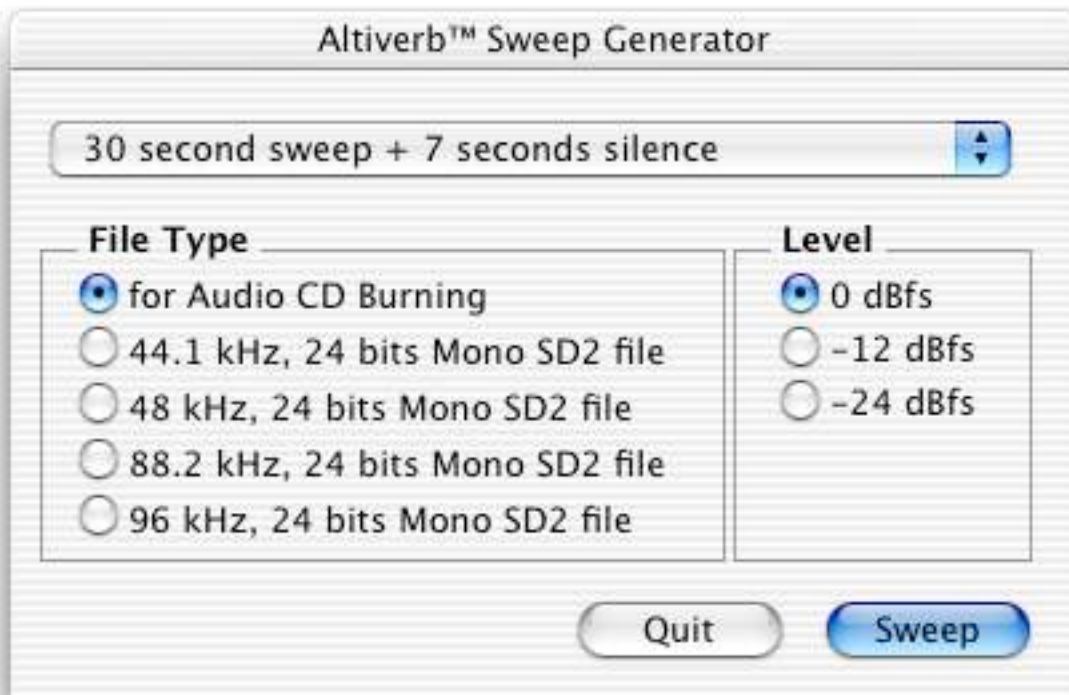 Altiverb™ Sweep Generator
30 second sweep + 7 seconds silence
File Type
for Audio CD Burning
44.1 kHz, 24 bits Mono SD2 file
48 kHz, 24 bits Mono SD2 file
88.2 kHz, 24 bits Mono SD2 file
96 kHz, 24 bits Mono SD2 file
Level
0 dBfs
-12 dBfs
-24 dBfs
Quit
Sweep